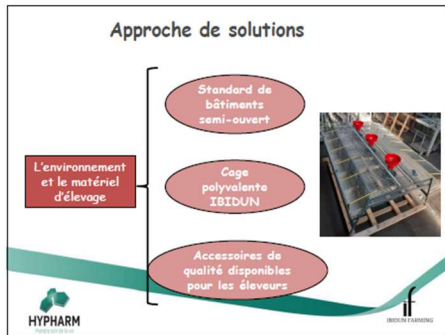 Approche de solutions
Standard de
bâtiments
semi-ouvert
L'environnement
et le matériel
d'élevage
Cage
polyvalente
IBIDUN
Accessoires de
qualité disponibles
pour les éleveurs
HYPHARM
if
IBIDUN FARMING